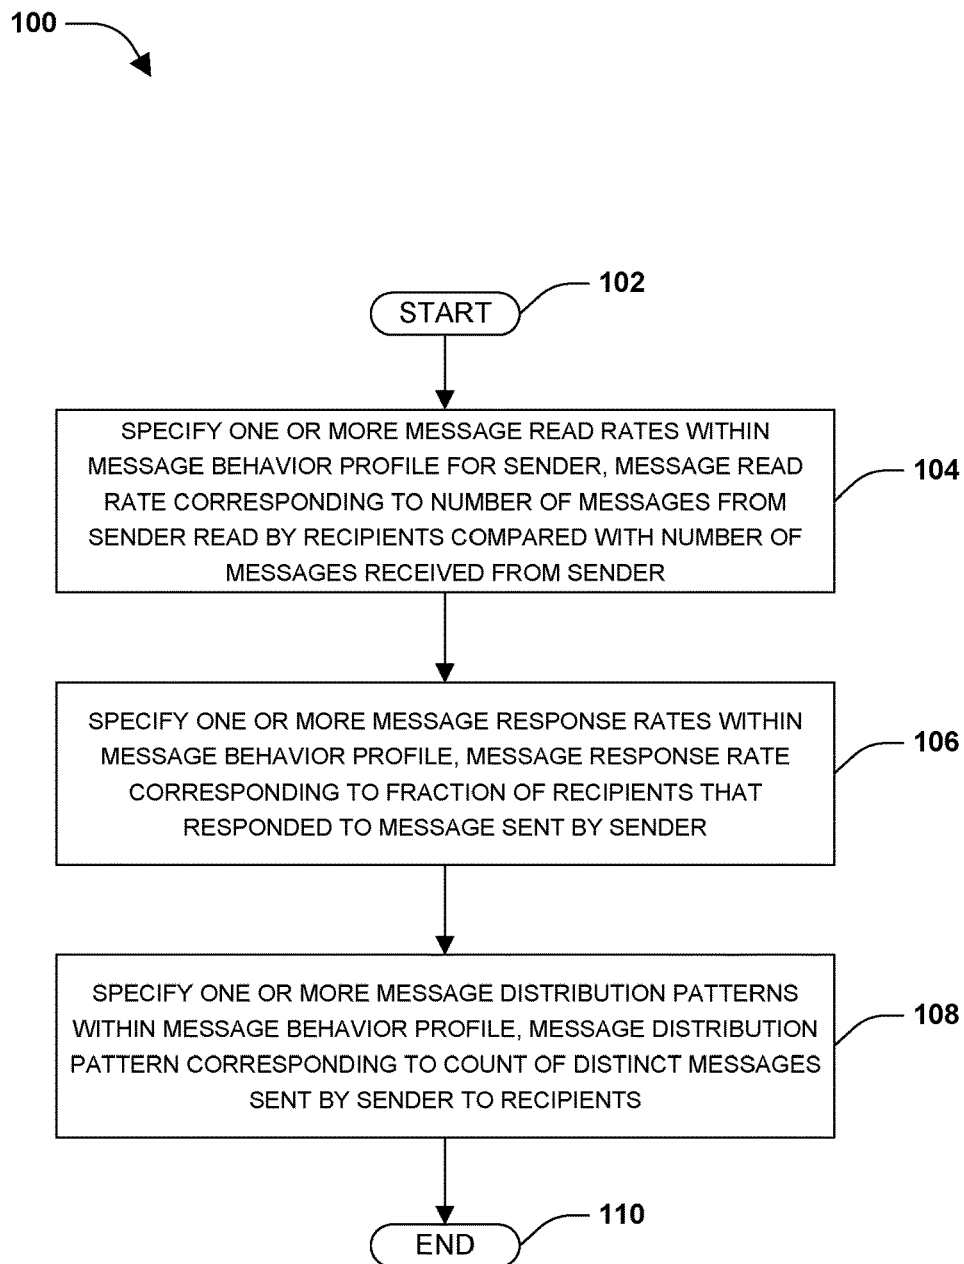 100
102
START
SPECIFY ONE OR MORE MESSAGE READ RATES WITHIN
MESSAGE BEHAVIOR PROFILE FOR SENDER, MESSAGE READ
RATE CORRESPONDING TO NUMBER OF MESSAGES FROM
SENDER READ BY RECIPIENTS COMPARED WITH NUMBER OF
MESSAGES RECEIVED FROM SENDER
104
SPECIFY ONE OR MORE MESSAGE RESPONSE RATES WITHIN
MESSAGE BEHAVIOR PROFILE, MESSAGE RESPONSE RATE
CORRESPONDING TO FRACTION OF RECIPIENTS THAT
RESPONDED TO MESSAGE SENT BY SENDER
106
SPECIFY ONE OR MORE MESSAGE DISTRIBUTION PATTERNS
WITHIN MESSAGE BEHAVIOR PROFILE, MESSAGE DISTRIBUTION
PATTERN CORRESPONDING TO COUNT OF DISTINCT MESSAGES
SENT BY SENDER TO RECIPIENTS
108
110
END